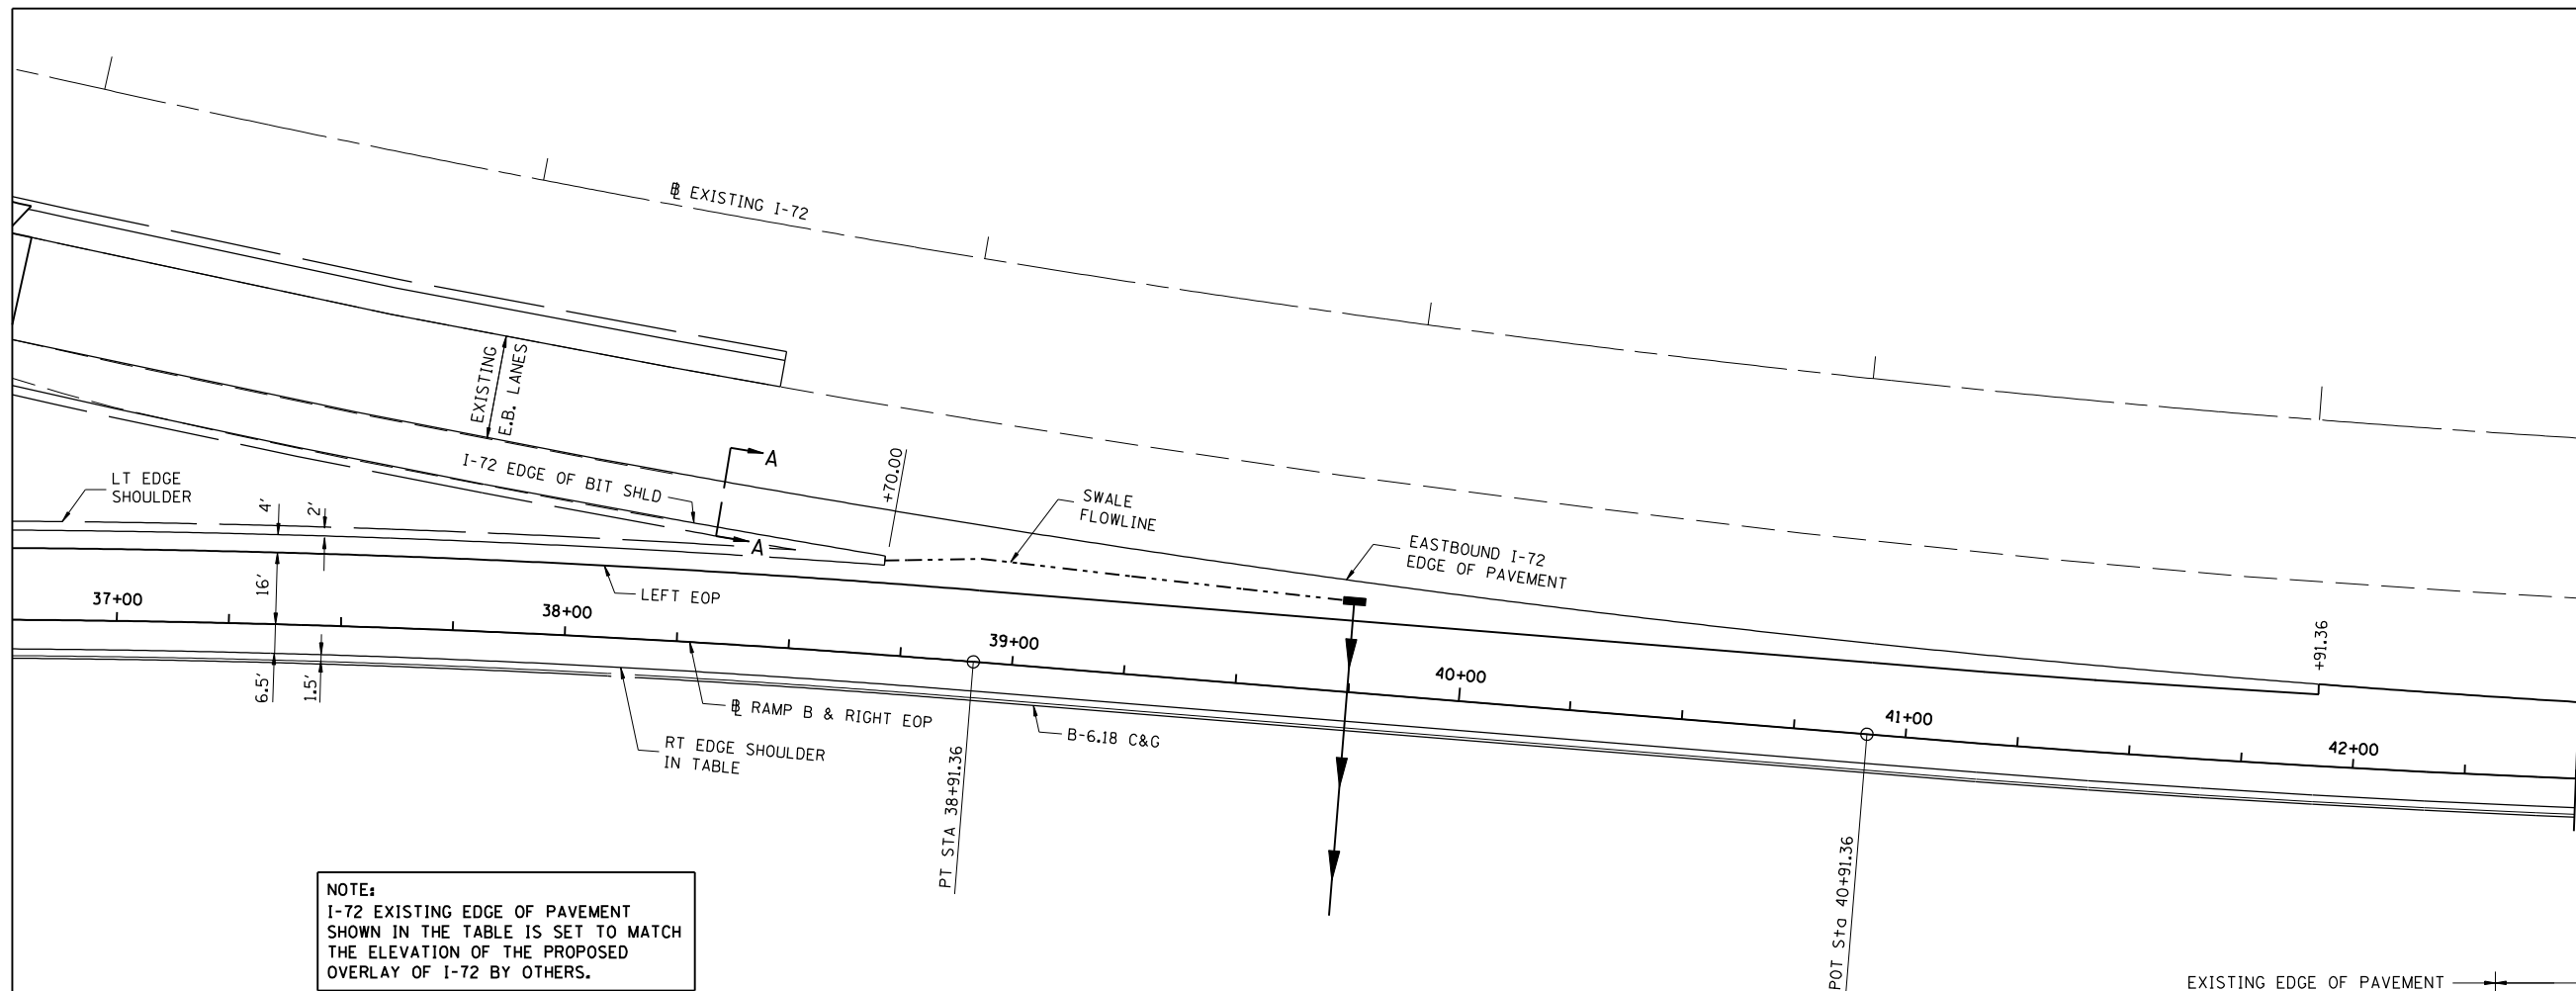 ℄ EXISTING I-72
EXISTING
E.B. LANES
I-72 EDGE OF BIT SHLD
A
A
+70.00
SWALE
FLOWLINE
EASTBOUND I-72
EDGE OF PAVEMENT
LT EDGE
SHOULDER
4'
2'
16'
6.5'
1.5'
LEFT EOP
37+00
38+00
39+00
40+00
41+00
42+00
+91.36
℄ RAMP B & RIGHT EOP
RT EDGE SHOULDER
IN TABLE
B-6.18 C&G
PT STA 38+91.36
POT Sta 40+91.36
NOTE:
I-72 EXISTING EDGE OF PAVEMENT
SHOWN IN THE TABLE IS SET TO MATCH
THE ELEVATION OF THE PROPOSED
OVERLAY OF I-72 BY OTHERS.
EXISTING EDGE OF PAVEMENT